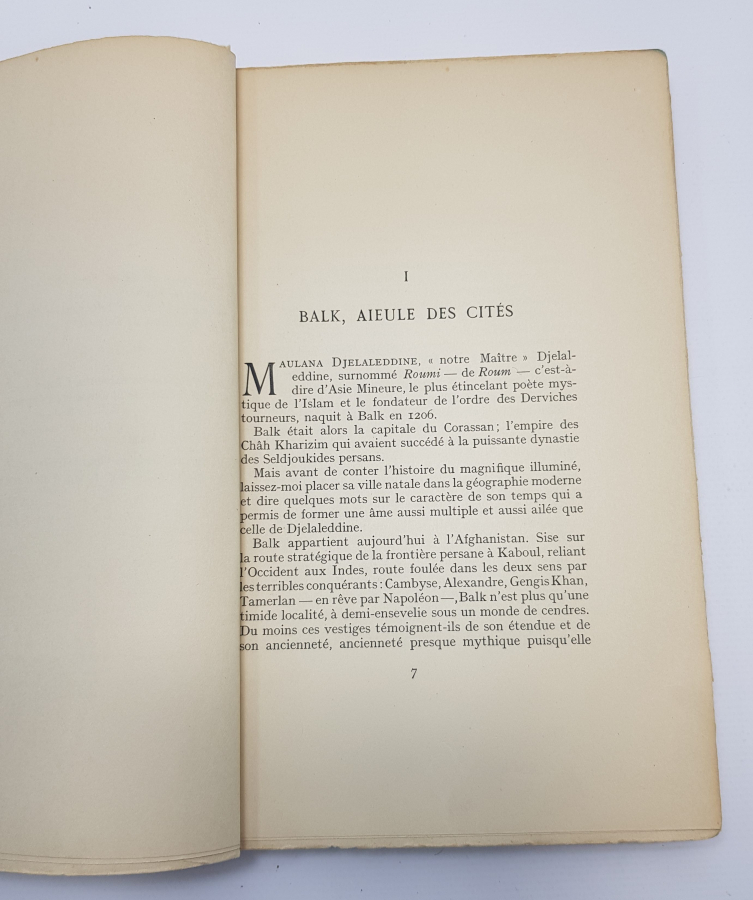 I
BALK, AIEULE DES CITÉS
MAULANA DJELALEDDINE, « notre Maître » Djelal-
eddine, surnommé Roumi — de Roum — c'est-à-
dire d'Asie Mineure, le plus étincelant poète mys-
tique de l'Islam et le fondateur de l'ordre des Derviches
tourneurs, naquit à Balk en 1206.
Balk était alors la capitale du Corassan ; l'empire des
Châh Kharizim qui avaient succédé à la puissante dynastie
des Seldjoukides persans.
Mais avant de conter l'histoire du magnifique illuminé,
laissez-moi placer sa ville natale dans la géographie moderne
et dire quelques mots sur le caractère de son temps qui a
permis de former une âme aussi multiple et aussi ailée que
celle de Djelaleddine.
Balk appartient aujourd'hui à l'Afghanistan. Sise sur
la route stratégique de la frontière persane à Kaboul, reliant
l'Occident aux Indes, route foulée dans les deux sens par
les terribles conquérants : Cambyse, Alexandre, Gengis Khan,
Tamerlan — en rêve par Napoléon —, Balk n'est plus qu'une
timide localité, à demi-ensevelie sous un monde de cendres.
Du moins ces vestiges témoignent-ils de son étendue et de
son ancienneté, ancienneté presque mythique puisqu'elle
7